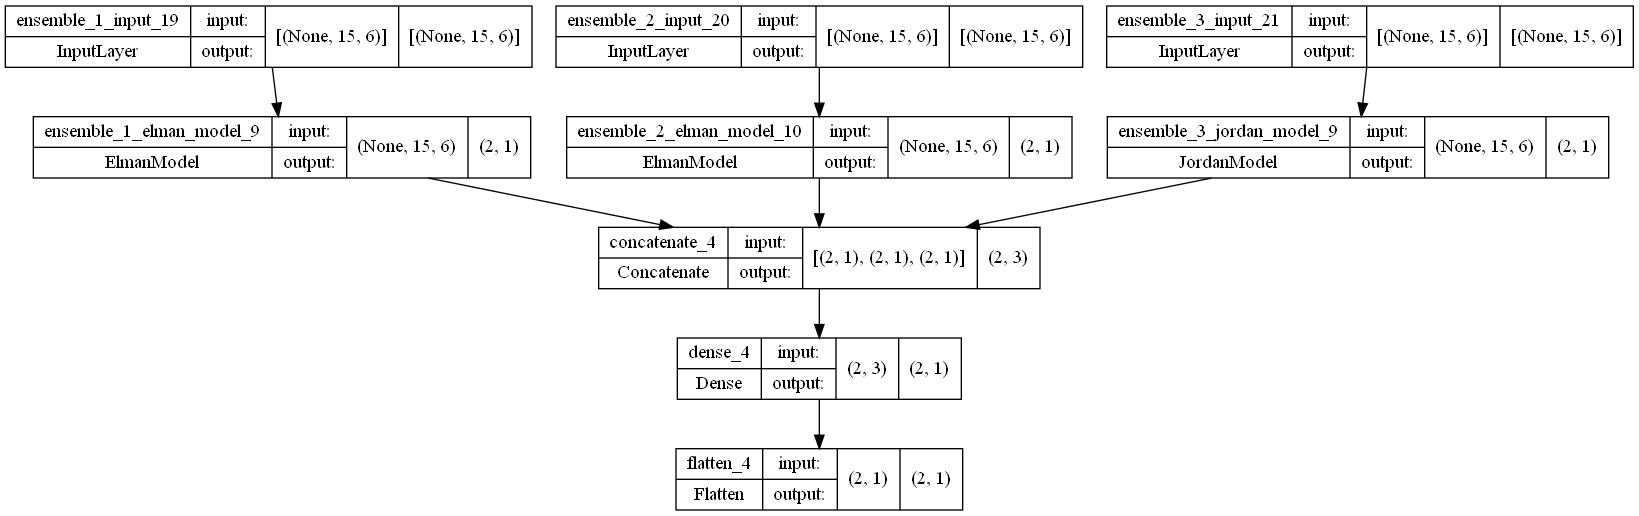 ensemble_1_input_19 input: [(None, 15, 6)] [(None, 15, 6)]
InputLayer output:
ensemble_2_input_20 input: [(None, 15, 6)] [(None, 15, 6)]
InputLayer output:
ensemble_3_input_21 input: [(None, 15, 6)] [(None, 15, 6)]
InputLayer output:
ensemble_1_elman_model_9 input: (None, 15, 6) (2, 1)
ElmanModel output:
ensemble_2_elman_model_10 input: (None, 15, 6) (2, 1)
ElmanModel output:
ensemble_3_jordan_model_9 input: (None, 15, 6) (2, 1)
JordanModel output:
concatenate_4 input: [(2, 1), (2, 1), (2, 1)] (2, 3)
Concatenate output:
dense_4 input: (2, 3) (2, 1)
Dense output:
flatten_4 input: (2, 1) (2, 1)
Flatten output: